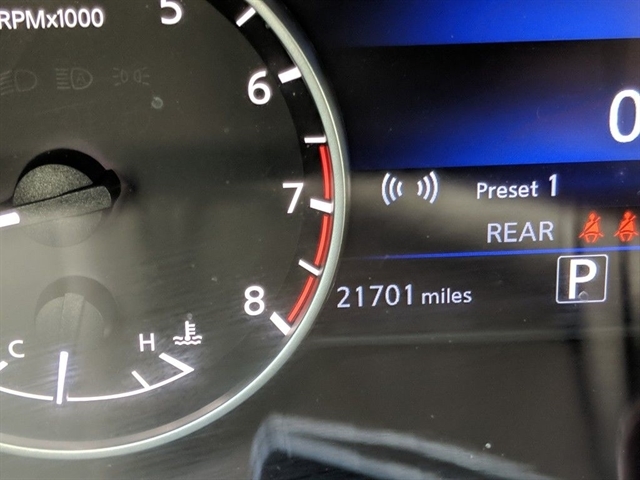 RPMx1000
5
6
7
8
C
H
0
Preset 1
REAR
P
21701 miles